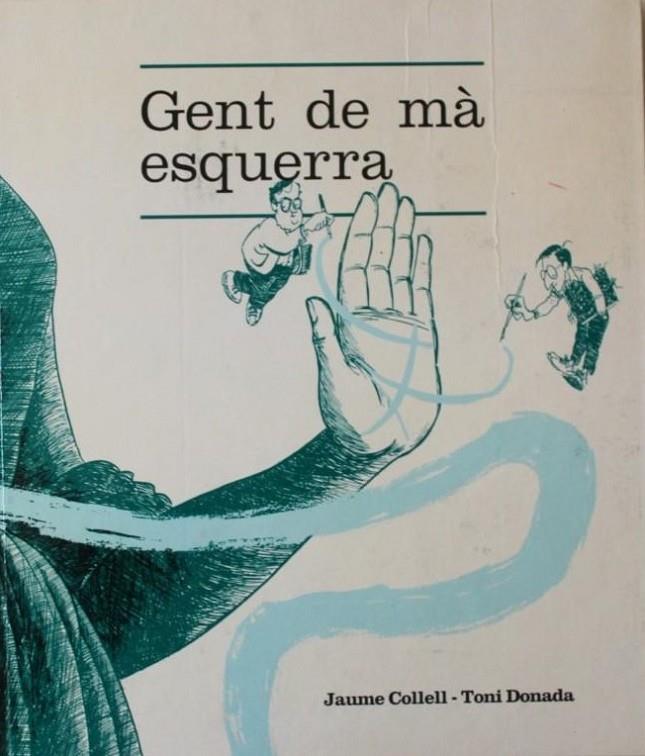 Gent de mà
esquerra
Jaume Collell - Toni Donada